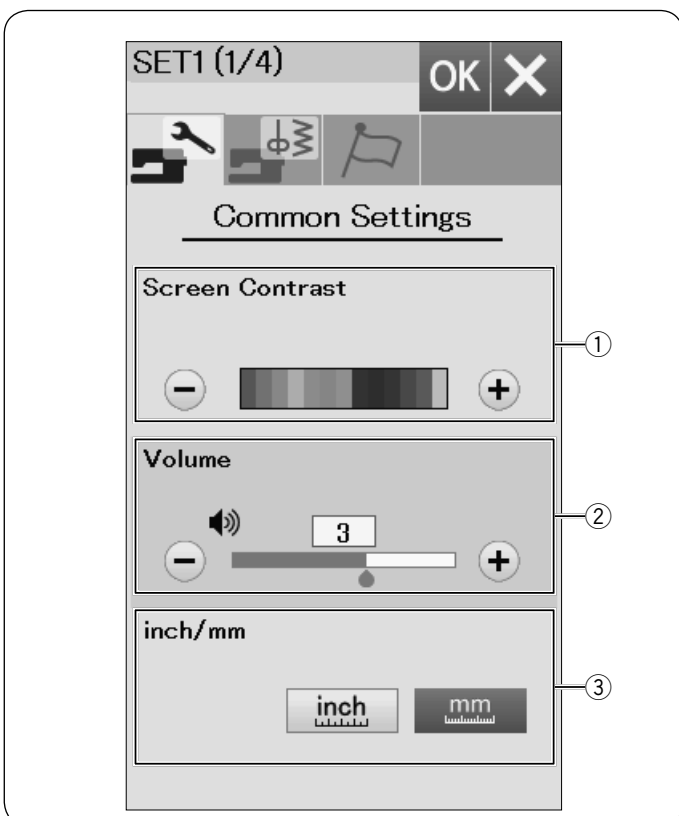 SET1 (1/4)
OK
Common Settings
Screen Contrast
①
Volume
②
3
inch/mm
inch
mm
③